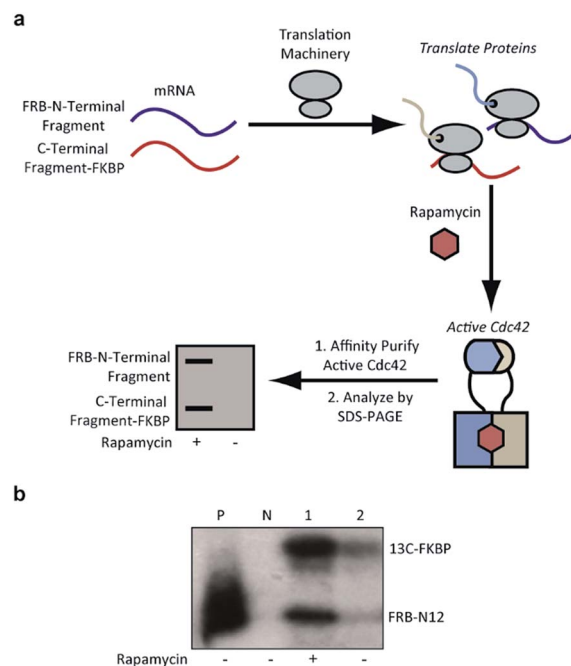 a
Translation
Machinery
Translate Proteins
mRNA
FRB-N-Terminal
Fragment
C-Terminal
Fragment-FKBP
Rapamycin
Active Cdc42
1. Affinity Purify
Active Cdc42
2. Analyze by
SDS-PAGE
FRB-N-Terminal
Fragment
C-Terminal
Fragment-FKBP
Rapamycin + -
b
P N 1 2
13C-FKBP
FRB-N12
Rapamycin - - + -